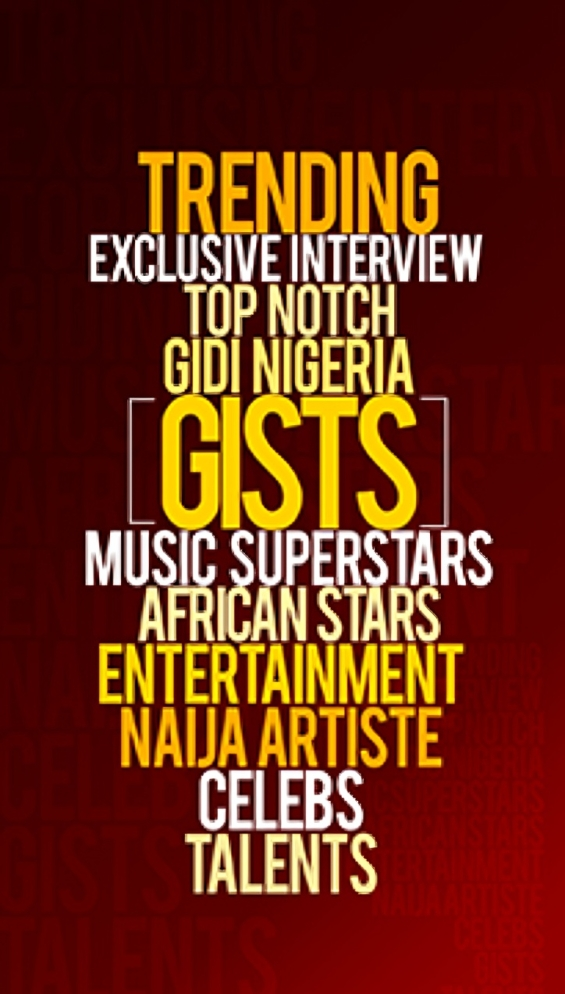 TRENDING
EXCLUSIVE INTERVIEW
TOP NOTCH
GIDI NIGERIA
GISTS
MUSIC SUPERSTARS
AFRICAN STARS
ENTERTAINMENT
NAIJA ARTISTE
CELEBS
TALENTS